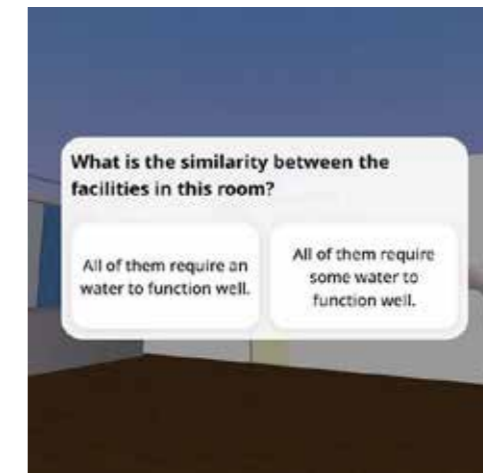 What is the similarity between the
facilities in this room?
All of them require an
water to function well.
All of them require
some water to
function well.